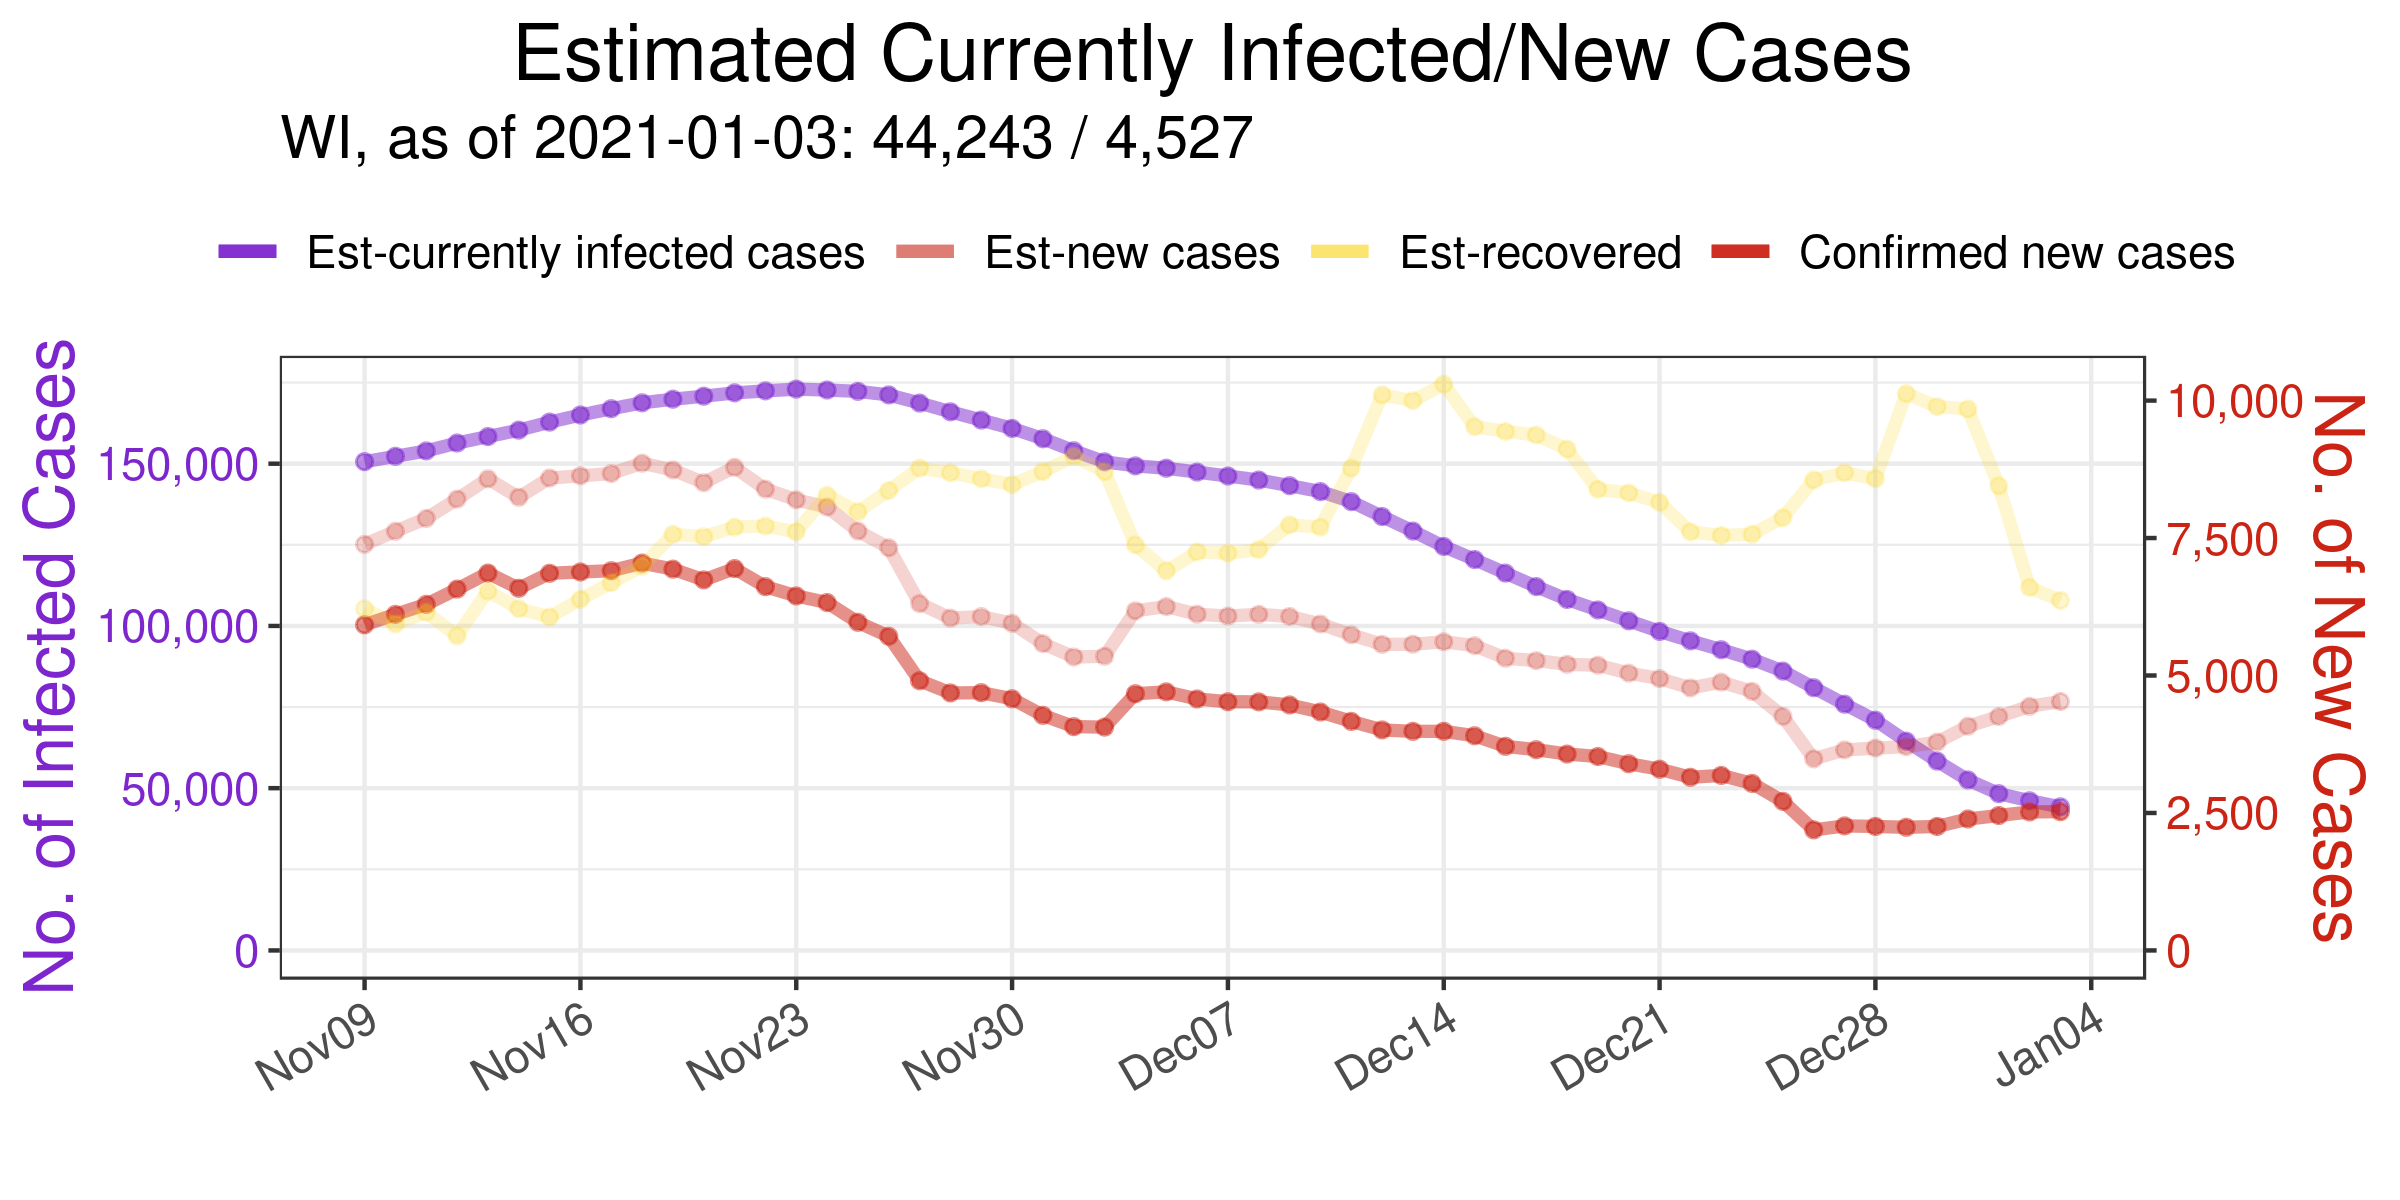 Estimated Currently Infected/New Cases
WI, as of 2021-01-03: 44,243 / 4,527
Est-currently infected cases Est-new cases Est-recovered Confirmed new cases
No. of Infected Cases
150,000
100,000
50,000
0
10,000
7,500
5,000
2,500
0
No. of New Cases
Nov09 Nov16 Nov23 Nov30 Dec07 Dec14 Dec21 Dec28 Jan04